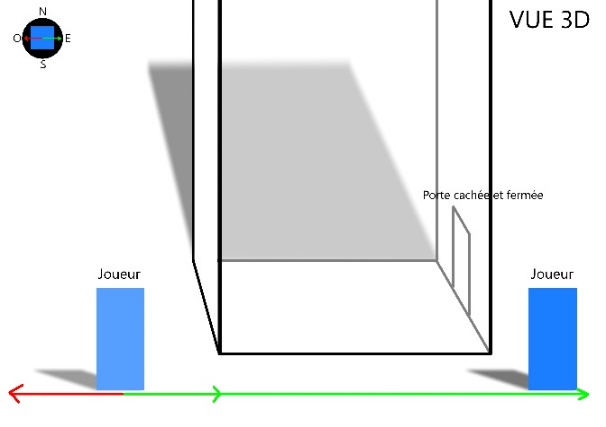 VUE 3D
N
O E
S
Porte cachée et fermée
Joueur
Joueur